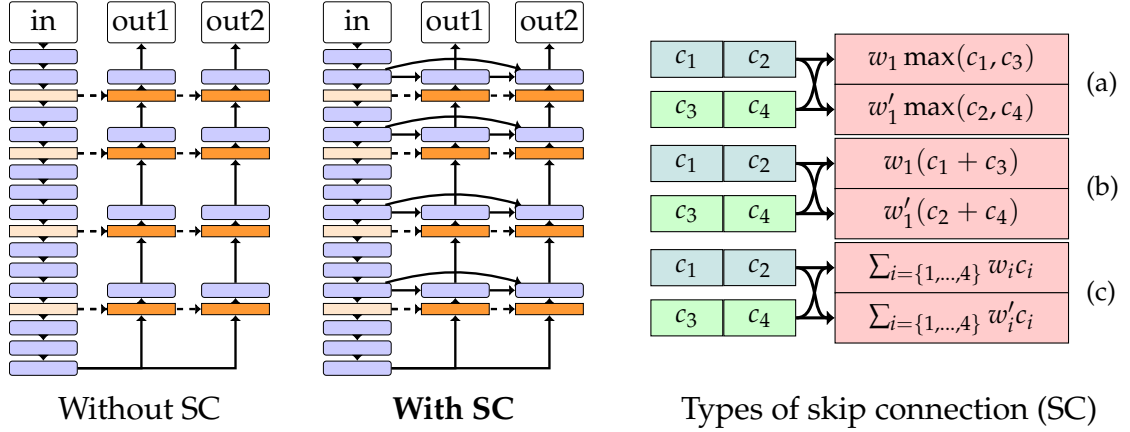 in out1 out2
Without SC
in out1 out2
With SC
c₁ c₂ w₁ max(c₁, c₃)
c₃ c₄ w′₁ max(c₂, c₄)
(a)
c₁ c₂ w₁(c₁ + c₃)
c₃ c₄ w′₁(c₂ + c₄)
(b)
c₁ c₂ ∑ᵢ₌{₁,...,₄} wᵢcᵢ
c₃ c₄ ∑ᵢ₌{₁,...,₄} w′ᵢcᵢ
(c)
Types of skip connection (SC)